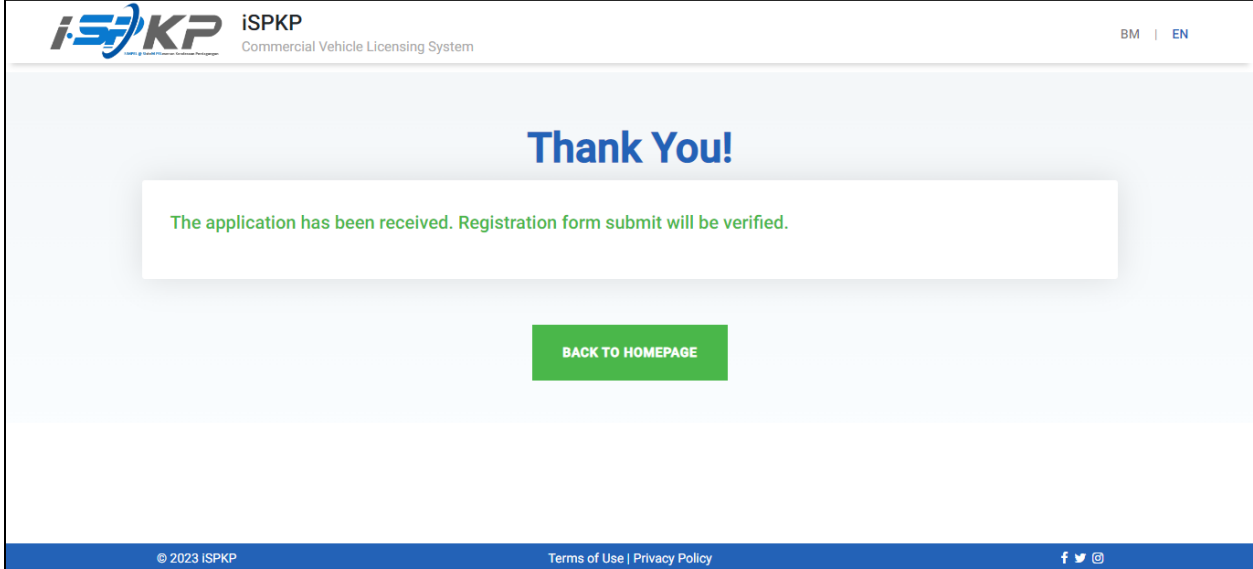 iSPKP
iSPKP
Commercial Vehicle Licensing System
BM | EN
Thank You!
The application has been received. Registration form submit will be verified.
BACK TO HOMEPAGE
© 2023 iSPKP
Terms of Use | Privacy Policy